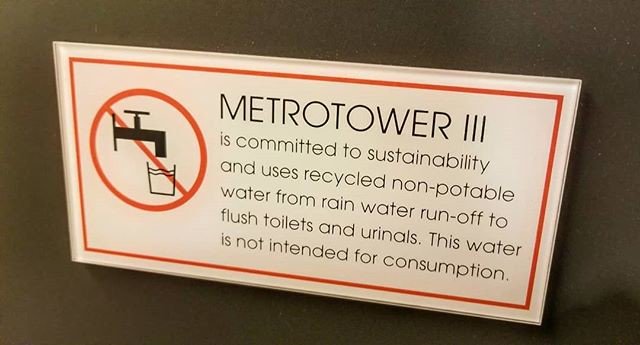 METROTOWER III
is committed to sustainability
and uses recycled non-potable
water from rain water run-off to
flush toilets and urinals. This water
is not intended for consumption.